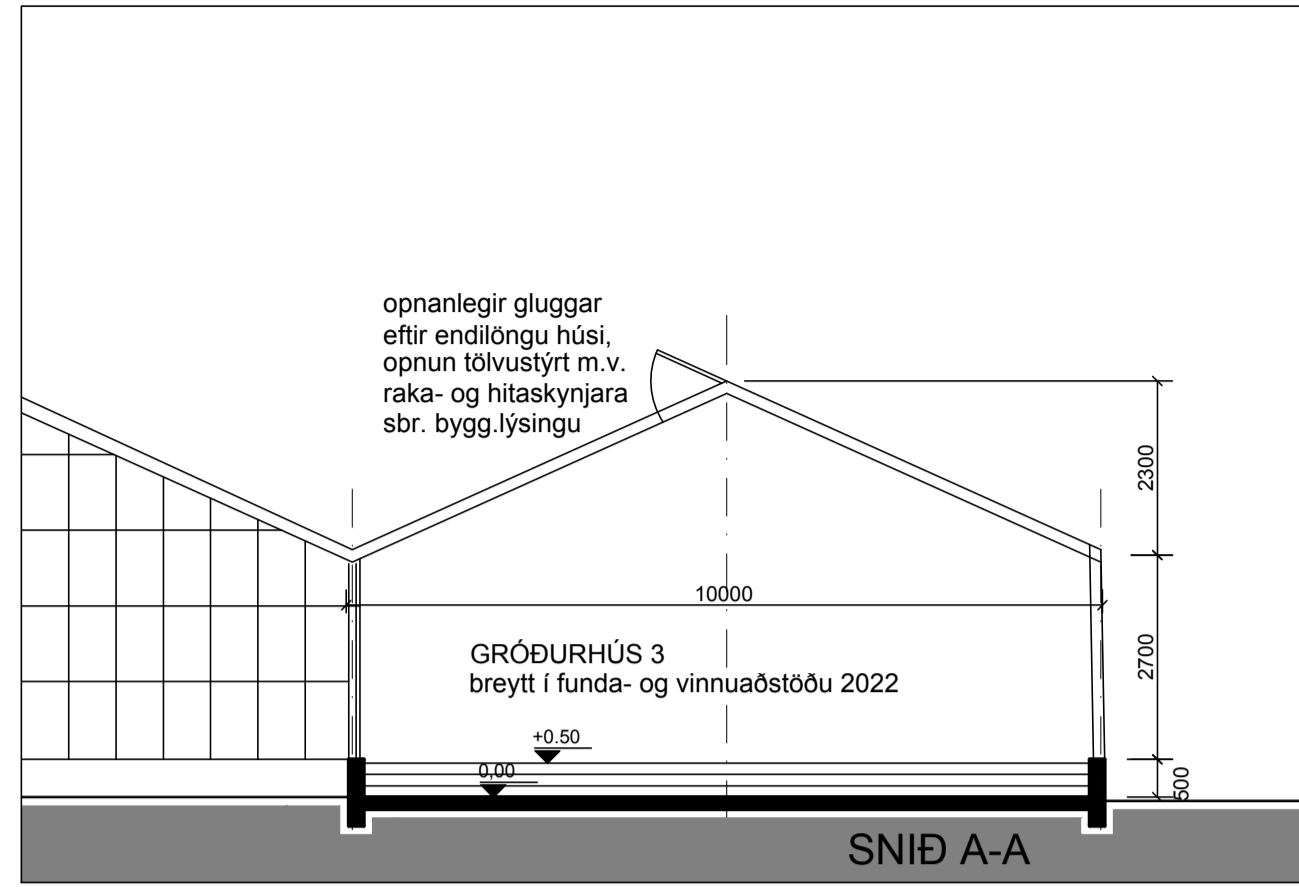 opnanlegir gluggar
eftir endilöngu húsi,
opnun tölvustýrt m.v.
raka- og hitaskynjara
sbr. bygg.lýsingu
2300
10000
2700
GRÓÐURHÚS 3
breytt í funda- og vinnuaðstöðu 2022
+0.50
0,00
500
SNIÐ A-A